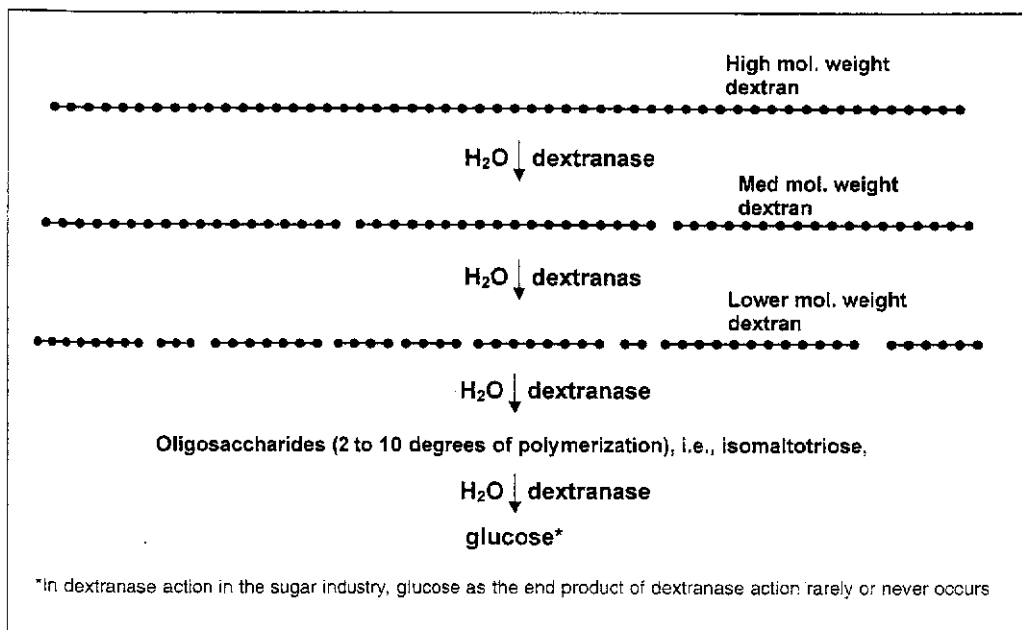 High mol. weight
dextran
H₂O dextranase
Med mol. weight
dextran
H₂O dextranas
Lower mol. weight
dextran
H₂O dextranase
Oligosaccharides (2 to 10 degrees of polymerization), i.e., isomaltotriose,
H₂O dextranase
glucose*
*In dextranase action in the sugar industry, glucose as the end product of dextranase action rarely or never occurs